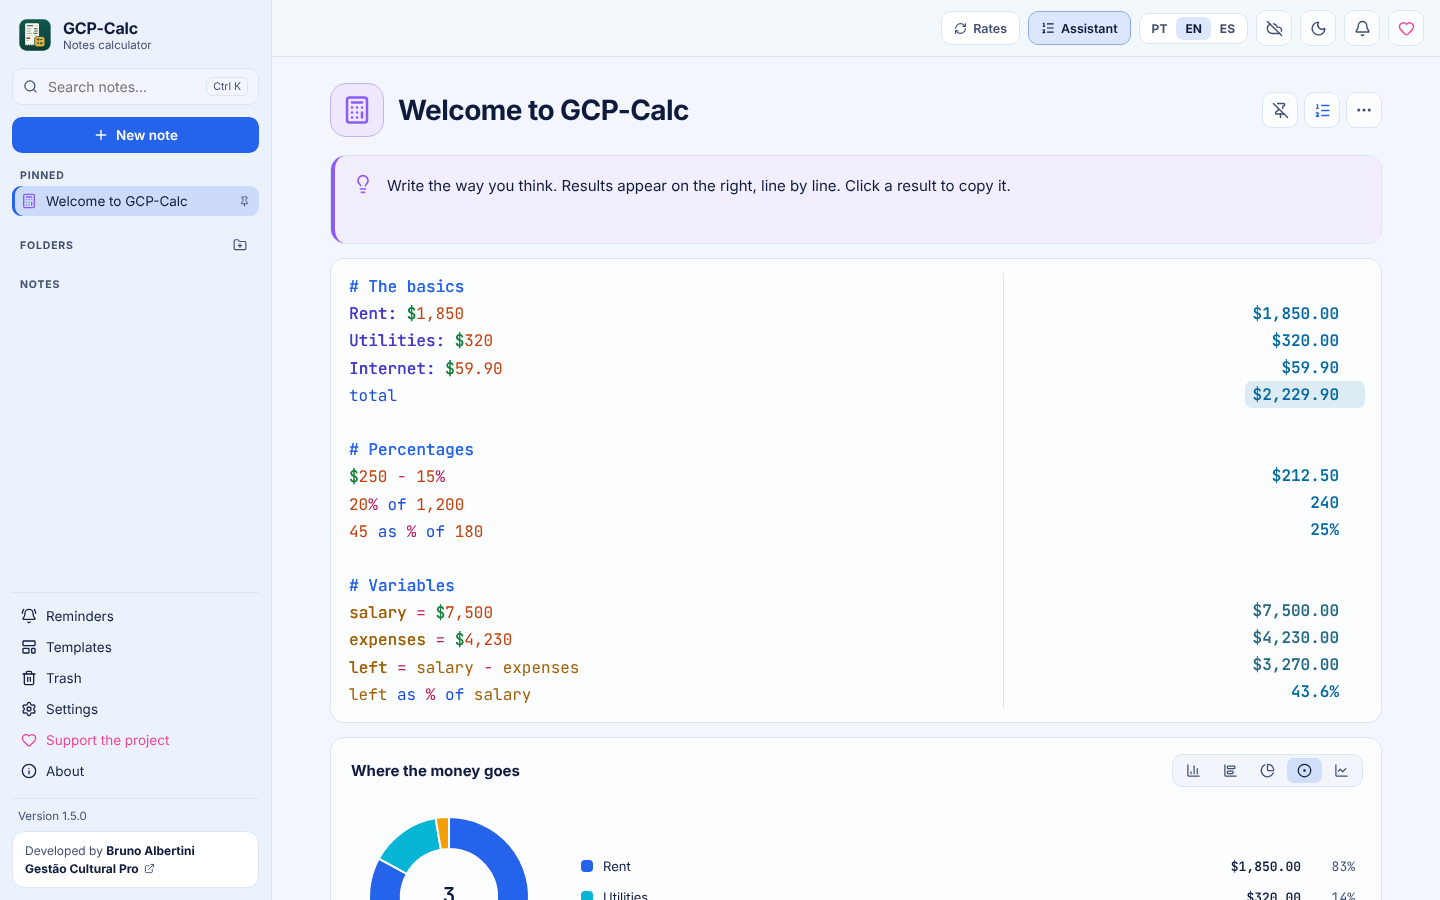 GCP-Calc
Notes calculator
Search notes...
Ctrl K
New note
PINNED
Welcome to GCP-Calc
FOLDERS
NOTES
Reminders
Templates
Trash
Settings
Support the project
About
Version 1.5.0
Developed by Bruno Albertini
Gestão Cultural Pro
Rates
Assistant
PT EN ES
Welcome to GCP-Calc
Write the way you think. Results appear on the right, line by line. Click a result to copy it.
# The basics
Rent: $1,850 $1,850.00
Utilities: $320 $320.00
Internet: $59.90 $59.90
total $2,229.90
# Percentages
$250 - 15% $212.50
20% of 1,200 240
45 as % of 180 25%
# Variables
salary = $7,500 $7,500.00
expenses = $4,230 $4,230.00
left = salary - expenses $3,270.00
left as % of salary 43.6%
Where the money goes
3
Rent $1,850.00 83%
Utilities $320.00 14%